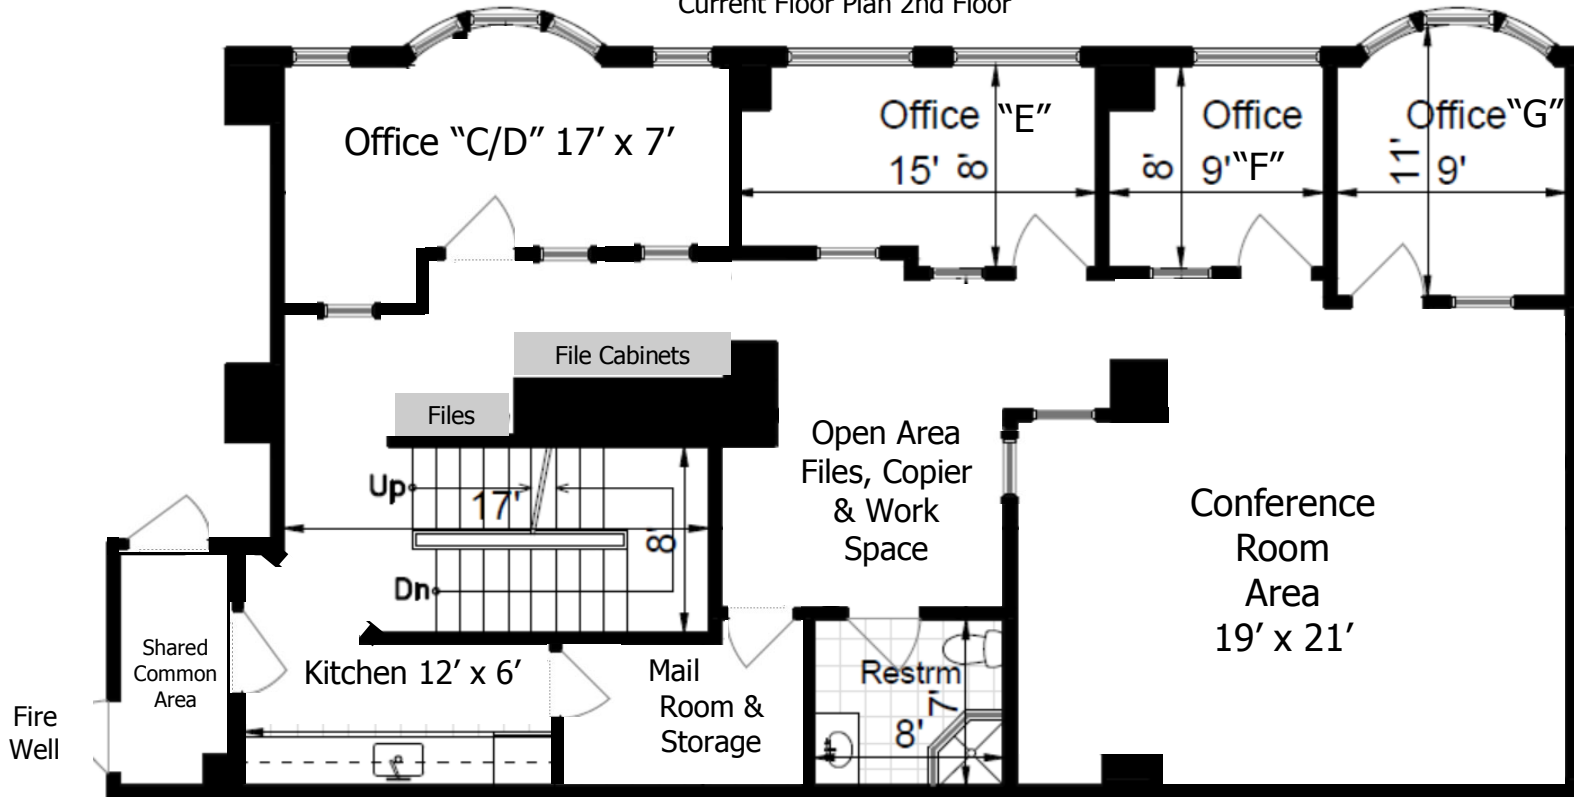 Current Floor Plan 2nd Floor
Office “C/D” 17’ x 7’
Office “E”
15' 8'
Office
8' 9' “F”
Office “G”
11' 9'
File Cabinets
Files
Up
17'
8'
Dn
Open Area
Files, Copier
& Work
Space
Conference
Room
Area
19’ x 21’
Shared
Common
Area
Kitchen 12’ x 6’
Mail
Room &
Storage
Restrm
7'
8'
Fire
Well